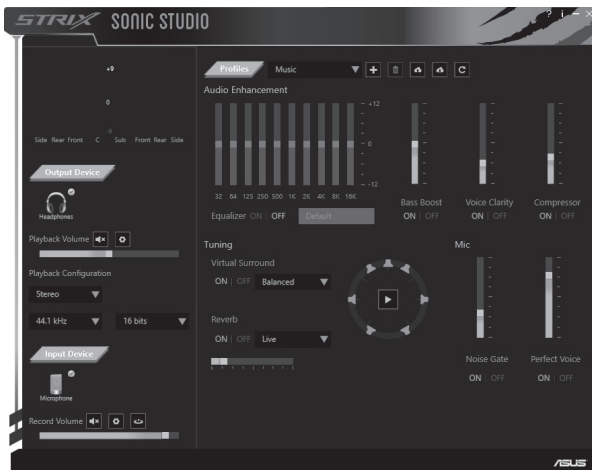 STRIX SONIC STUDIO
? i
+9
0
-6
Side Rear Front C Sub Front Rear Side
Output Device
Headphones
Playback Volume
Playback Configuration
Stereo
44.1 kHz 16 bits
Input Device
Microphone
Record Volume
Profiles Music
Audio Enhancement
+12
0
-12
32 64 125 250 500 1K 2K 4K 8K 16K
Equalizer ON | OFF Default
Bass Boost Voice Clarity Compressor
ON | OFF ON | OFF ON | OFF
Tuning
Virtual Surround
ON | OFF Balanced
Reverb
ON | OFF Live
Mic
Noise Gate Perfect Voice
ON | OFF ON | OFF
ASUS